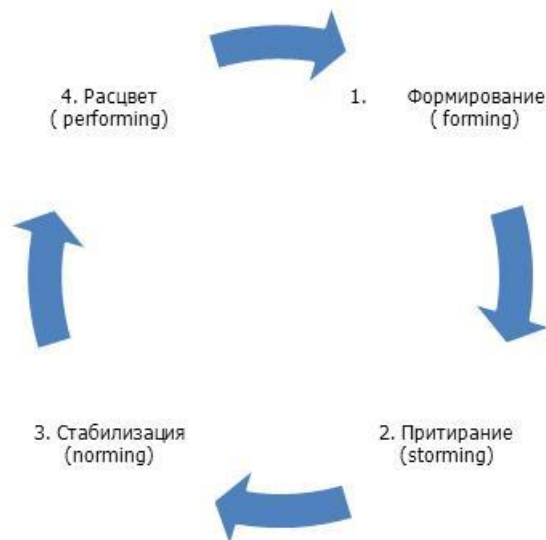 4. Расцвет
( performing)
1. Формирование
( forming)
3. Стабилизация
(norming)
2. Притирание
(storming)